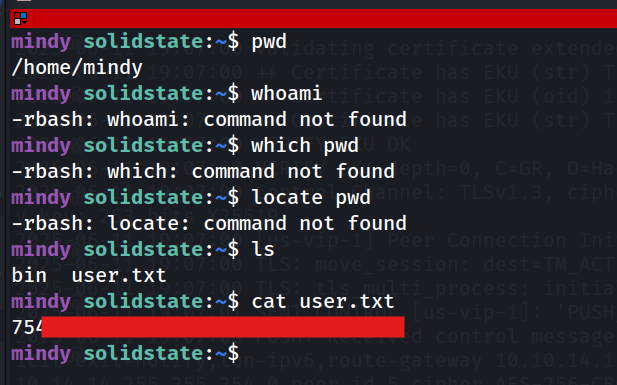 mindy solidstate:~$ pwd
/home/mindy
mindy solidstate:~$ whoami
-rbash: whoami: command not found
mindy solidstate:~$ which pwd
-rbash: which: command not found
mindy solidstate:~$ locate pwd
-rbash: locate: command not found
mindy solidstate:~$ ls
bin  user.txt
mindy solidstate:~$ cat user.txt
754
mindy solidstate:~$